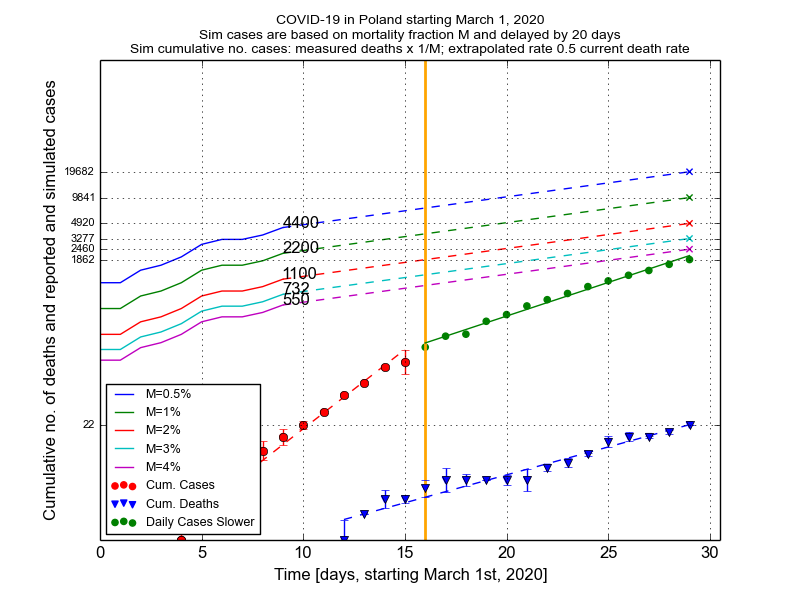 COVID-19 in Poland starting March 1, 2020
Sim cases are based on mortality fraction M and delayed by 20 days
Sim cumulative no. cases: measured deaths x 1/M; extrapolated rate 0.5 current death rate
Cumulative no. of deaths and reported and simulated cases
19682
9841
4920
3277
2460
1862
22
4400
2200
1100
732
550
M=0.5%
M=1%
M=2%
M=3%
M=4%
Cum. Cases
Cum. Deaths
Daily Cases Slower
0 5 10 15 20 25 30
Time [days, starting March 1st, 2020]